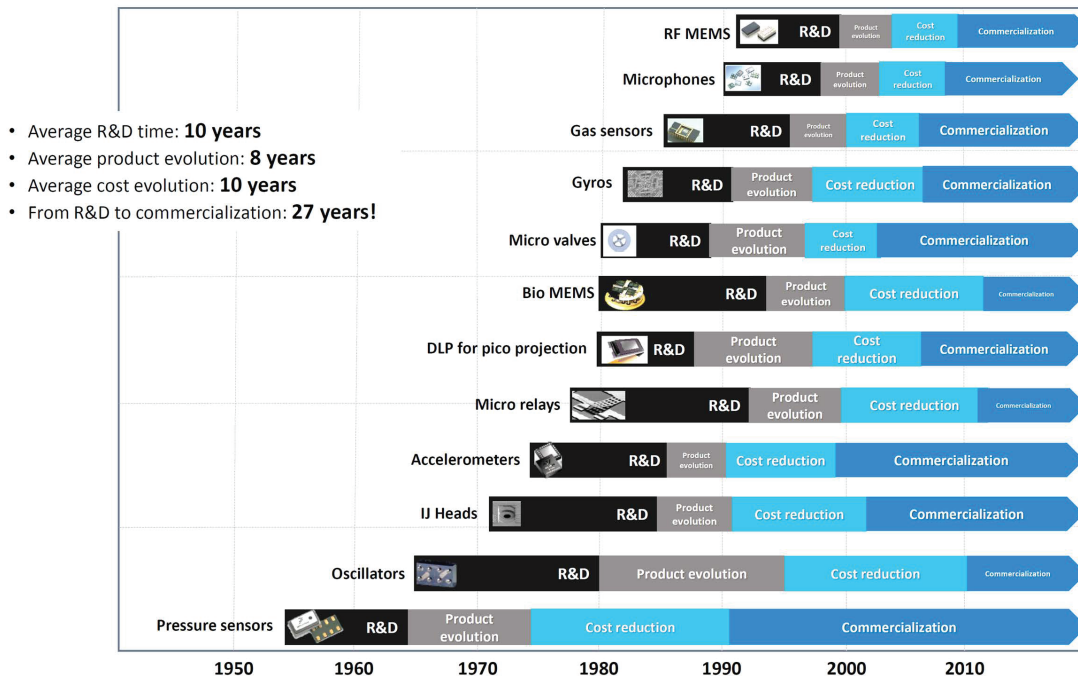 RF MEMS
R&D
Product
evolution
Cost
reduction
Commercialization
Microphones
R&D
Product
evolution
Cost
reduction
Commercialization
• Average R&D time: 10 years
• Average product evolution: 8 years
• Average cost evolution: 10 years
• From R&D to commercialization: 27 years!
Gas sensors
R&D
Product
evolution
Cost
reduction
Commercialization
Gyros
R&D
Product
evolution
Cost reduction
Commercialization
Micro valves
R&D
Product
evolution
Cost
reduction
Commercialization
Bio MEMS
R&D
Product
evolution
Cost reduction
Commercialization
DLP for pico projection
R&D
Product
evolution
Cost
reduction
Commercialization
Micro relays
R&D
Product
evolution
Cost reduction
Commercialization
Accelerometers
R&D
Product
evolution
Cost reduction
Commercialization
IJ Heads
R&D
Product
evolution
Cost reduction
Commercialization
Oscillators
R&D
Product evolution
Cost reduction
Commercialization
Pressure sensors
R&D
Product
evolution
Cost reduction
Commercialization
1950 1960 1970 1980 1990 2000 2010